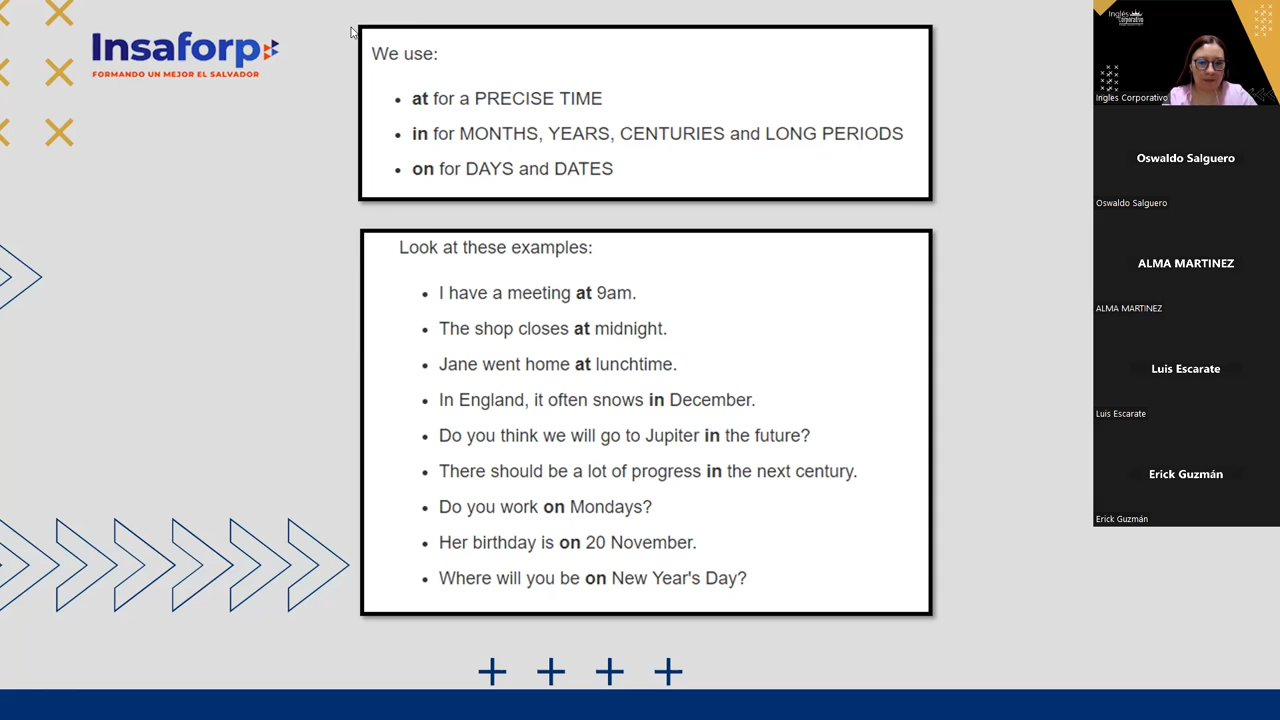 Insaforp
FORMANDO UN MEJOR EL SALVADOR
We use:
• at for a PRECISE TIME
• in for MONTHS, YEARS, CENTURIES and LONG PERIODS
• on for DAYS and DATES
Look at these examples:
• I have a meeting at 9am.
• The shop closes at midnight.
• Jane went home at lunchtime.
• In England, it often snows in December.
• Do you think we will go to Jupiter in the future?
• There should be a lot of progress in the next century.
• Do you work on Mondays?
• Her birthday is on 20 November.
• Where will you be on New Year's Day?
Inglés
Corporativo
Ingles Corporativo
Oswaldo Salguero
Oswaldo Salguero
ALMA MARTINEZ
ALMA MARTINEZ
Luis Escarate
Luis Escarate
Erick Guzmán
Erick Guzmán